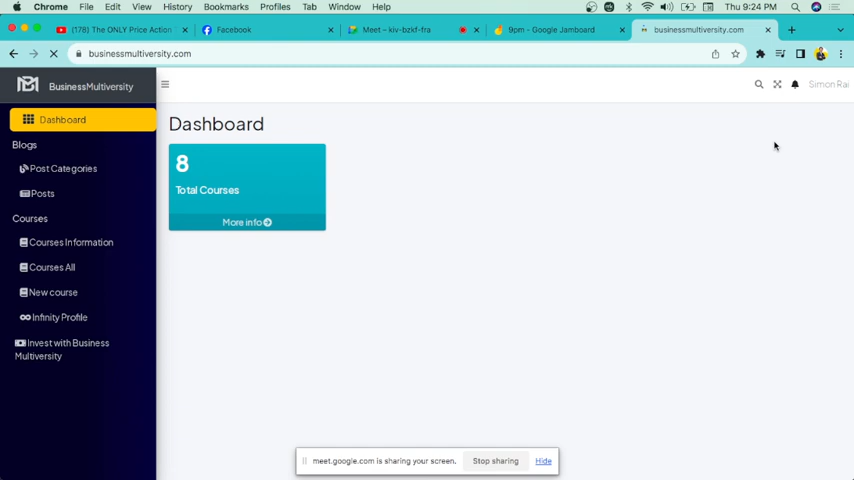 Chrome File Edit View History Bookmarks Profiles Tab Window Help Thu 9:24 PM
(178) The ONLY Price Action
Facebook
Meet – kiv-bzkf-fra
9pm - Google Jamboard
businessmultiversity.com
businessmultiversity.com
BusinessMultiversity
Simon Rai
Dashboard
Dashboard
8
Total Courses
More info
Blogs
Post Categories
Posts
Courses
Courses Information
Courses All
New course
Infinity Profile
Invest with Business
Multiversity
meet.google.com is sharing your screen. Stop sharing Hide